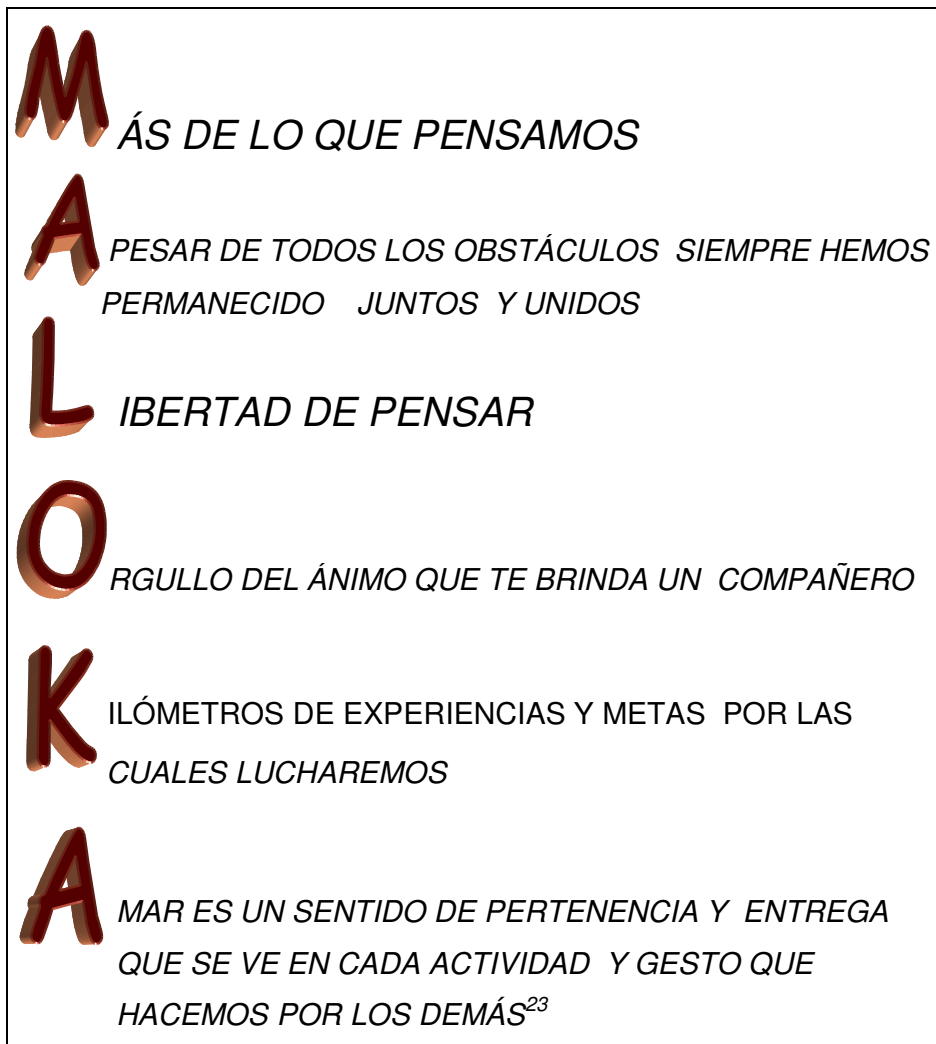 MÁS DE LO QUE PENSAMOS
APESAR DE TODOS LOS OBSTÁCULOS SIEMPRE HEMOS
PERMANECIDO JUNTOS Y UNIDOS
LIBERTAD DE PENSAR
ORGULLO DEL ÁNIMO QUE TE BRINDA UN COMPAÑERO
KILÓMETROS DE EXPERIENCIAS Y METAS POR LAS
CUALES LUCHAREMOS
AMAR ES UN SENTIDO DE PERTENENCIA Y ENTREGA
QUE SE VE EN CADA ACTIVIDAD Y GESTO QUE
HACEMOS POR LOS DEMÁS23